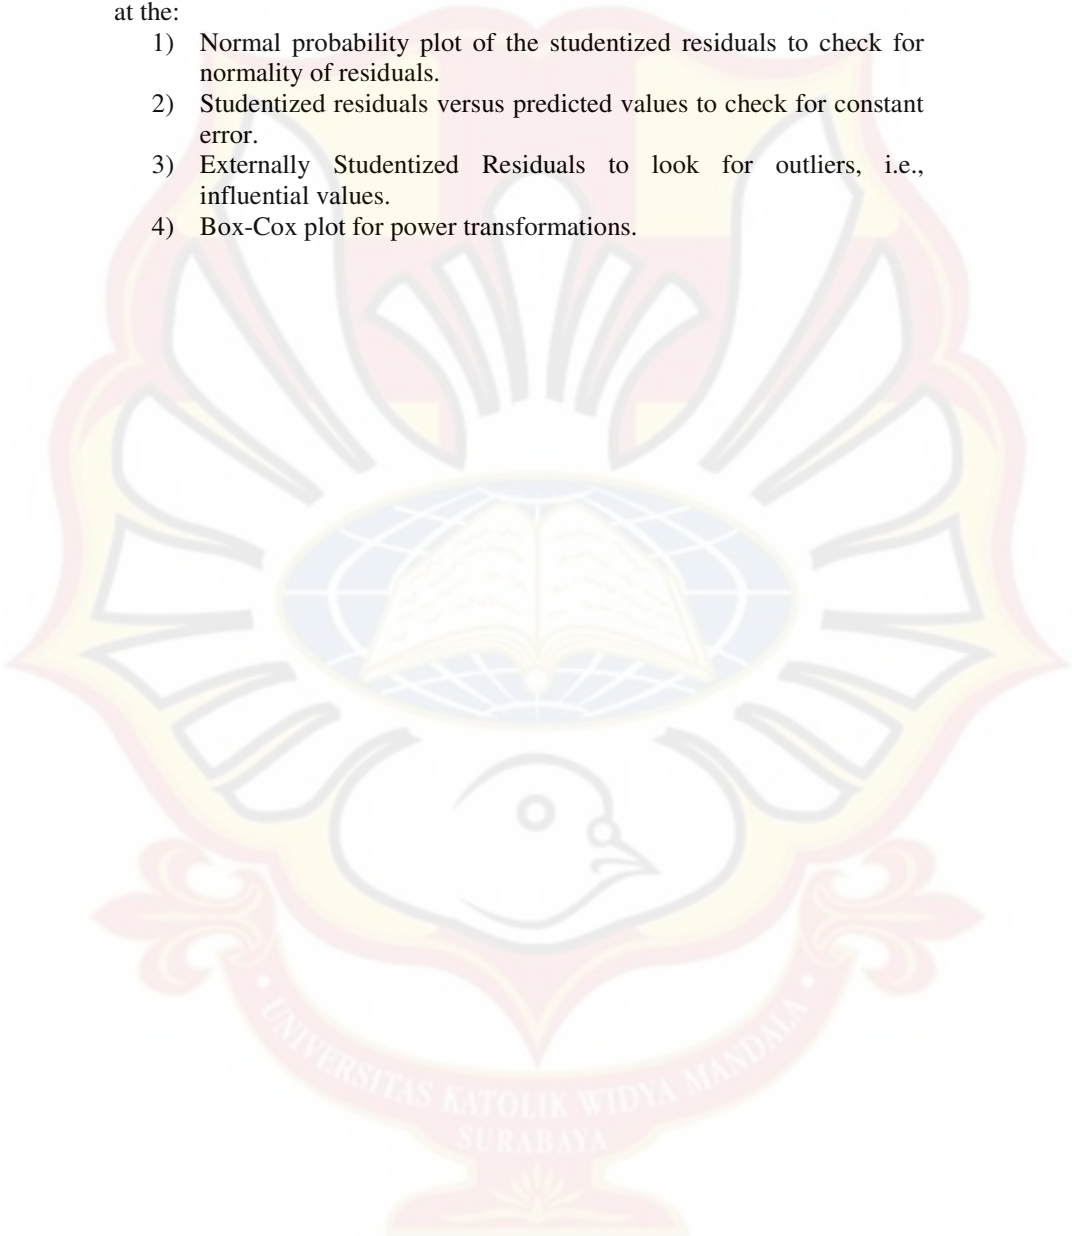 at the:
1) Normal probability plot of the studentized residuals to check for
normality of residuals.
2) Studentized residuals versus predicted values to check for constant
error.
3) Externally Studentized Residuals to look for outliers, i.e.,
influential values.
4) Box-Cox plot for power transformations.
UNIVERSITAS KATOLIK WIDYA MANDALA
SURABAYA